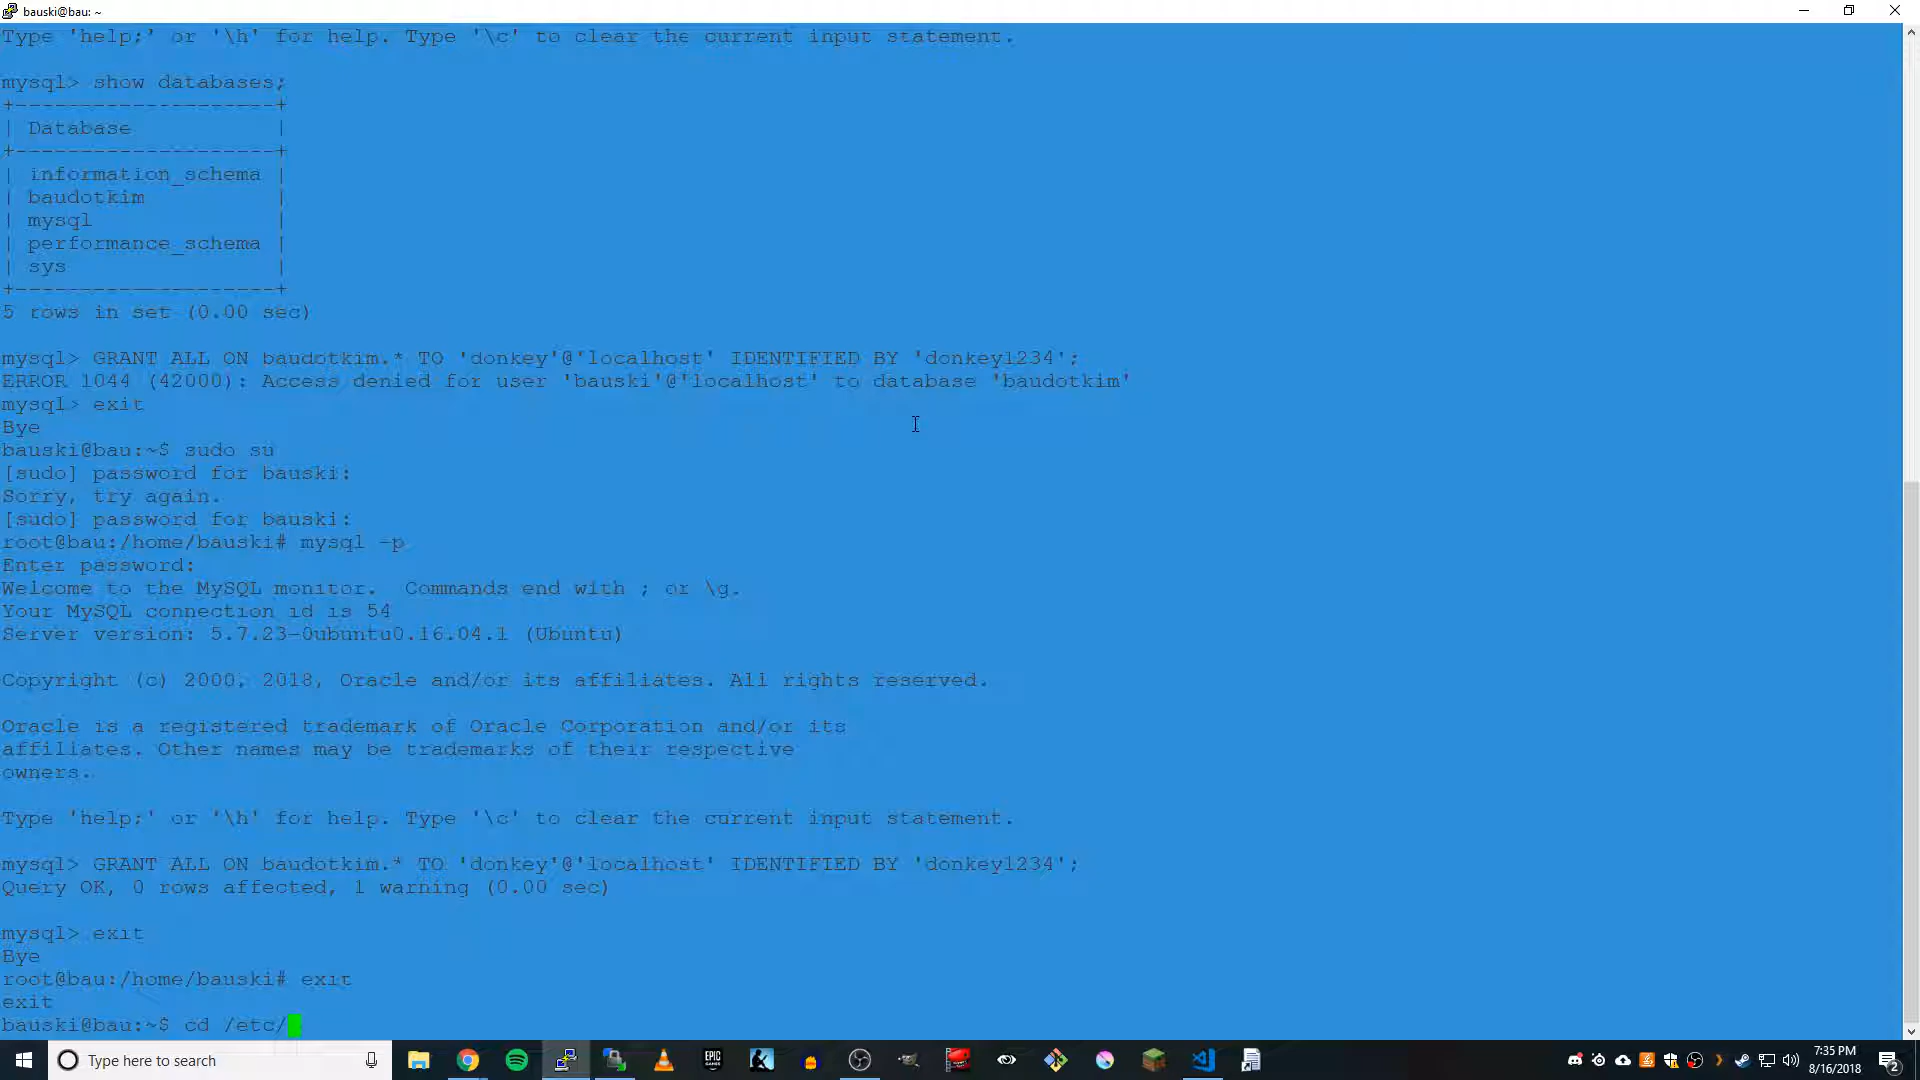 bauski@bau: ~
Type 'help;' or '\h' for help. Type '\c' to clear the current input statement.
mysql> show databases;
+--------------------+
| Database           |
+--------------------+
| information_schema |
| baudotkim          |
| mysql              |
| performance_schema |
| sys                |
+--------------------+
5 rows in set (0.00 sec)
mysql> GRANT ALL ON baudotkim.* TO 'donkey'@'localhost' IDENTIFIED BY 'donkey1234';
ERROR 1044 (42000): Access denied for user 'bauski'@'localhost' to database 'baudotkim'
mysql> exit
Bye
bauski@bau:~$ sudo su
[sudo] password for bauski:
Sorry, try again.
[sudo] password for bauski:
root@bau:/home/bauski# mysql -p
Enter password:
Welcome to the MySQL monitor.  Commands end with ; or \g.
Your MySQL connection id is 54
Server version: 5.7.23-0ubuntu0.16.04.1 (Ubuntu)
Copyright (c) 2000, 2018, Oracle and/or its affiliates. All rights reserved.
Oracle is a registered trademark of Oracle Corporation and/or its
affiliates. Other names may be trademarks of their respective
owners.
Type 'help;' or '\h' for help. Type '\c' to clear the current input statement.
mysql> GRANT ALL ON baudotkim.* TO 'donkey'@'localhost' IDENTIFIED BY 'donkey1234';
Query OK, 0 rows affected, 1 warning (0.00 sec)
mysql> exit
Bye
root@bau:/home/bauski# exit
exit
bauski@bau:~$ cd /etc/
Type here to search
EPIC GAMES
7:35 PM
8/16/2018
2